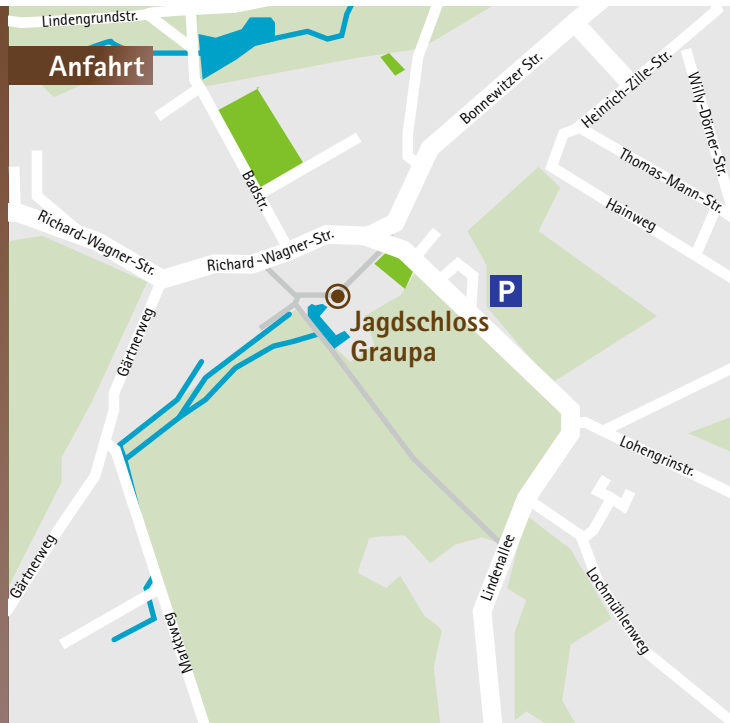 Lindengrundstr.
Anfahrt
Bonnewitzer Str.
Heinrich-Zille-Str.
Willy-Dörner-Str.
Thomas-Mann-Str.
Hainweg
Badstr.
Richard-Wagner-Str.
Richard -Wagner-Str.
P
Jagdschloss
Graupa
Gärtnerweg
Lohengrinstr.
Gärtnerweg
Lindenallee
Lochmühlenweg
Marktweg